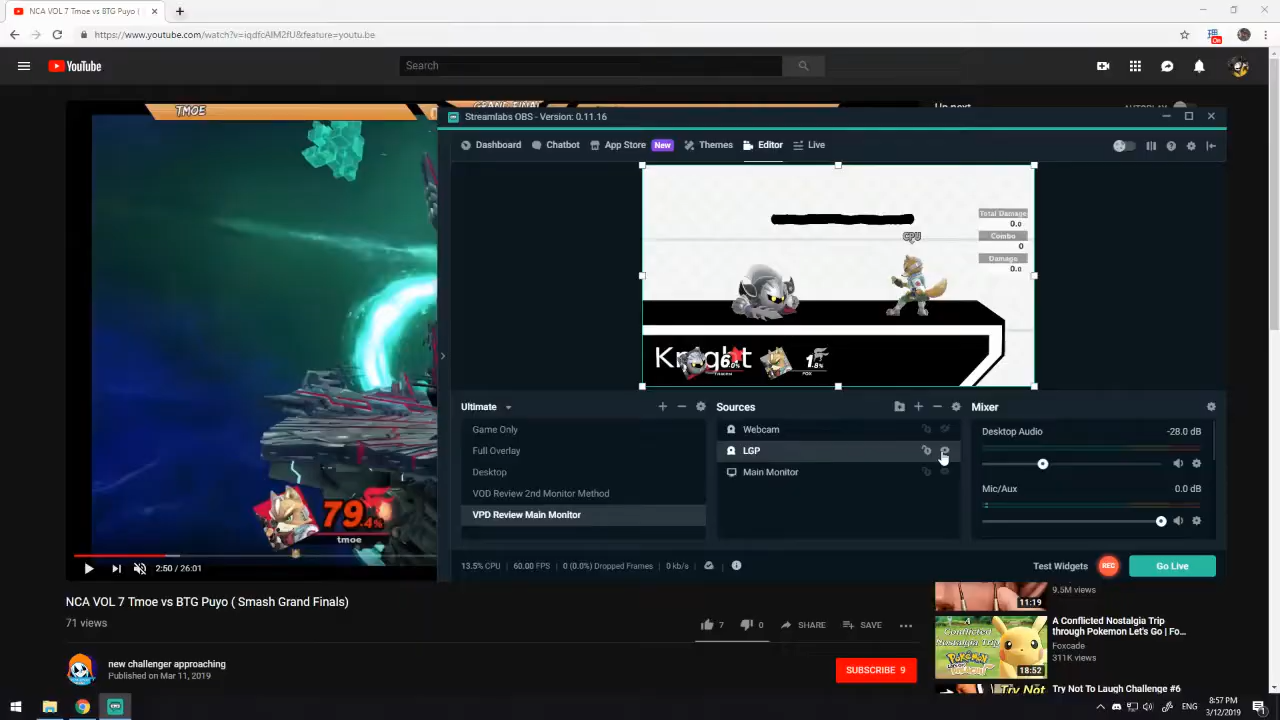 NCA VOL 7 Tmoe vs BTG Puyo (
https://www.youtube.com/watch?v=iqdfcAlM2fU&feature=youtu.be
On
YouTube
Search
TMOE
GRAND FINAL
Up next
AUTOPLAY
Streamlabs OBS - Version: 0.11.16
Dashboard
Chatbot
App Store
New
Themes
Editor
Live
Total Damage
0.0
Combo
0
Damage
0.0
CPU
Knight
FOX
Ultimate
Sources
Mixer
Game Only
Full Overlay
Desktop
VOD Review 2nd Monitor Method
VPD Review Main Monitor
Webcam
LGP
Main Monitor
Desktop Audio
-28.0 dB
Mic/Aux
0.0 dB
79.4%
tmoe
2:50 / 26:01
13.5% CPU
60.00 FPS
0 (0.0%) Dropped Frames
0 kb/s
Test Widgets
REC
Go Live
NCA VOL 7 Tmoe vs BTG Puyo ( Smash Grand Finals)
71 views
7
0
SHARE
SAVE
new challenger approaching
Published on Mar 11, 2019
SUBSCRIBE 9
9.5M views
11:19
A Conflicted Nostalgia Trip
through Pokemon Let's Go | Fo...
Foxcade
311K views
18:52
Try Not To Laugh Challenge #6
ENG
8:57 PM
3/12/2019